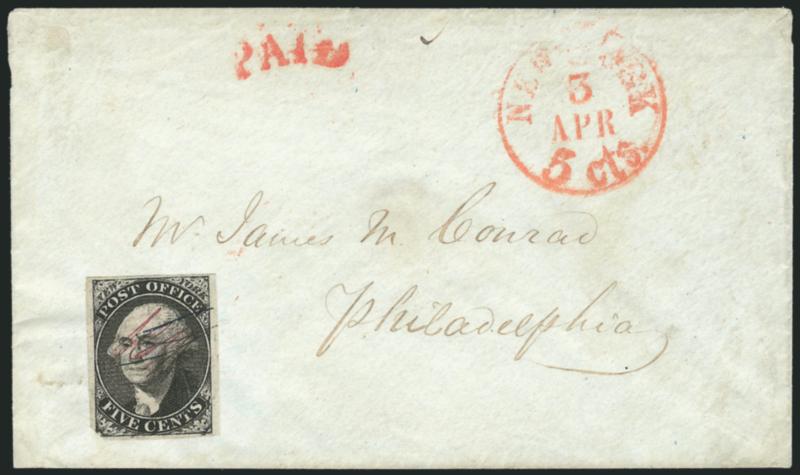 PAID
NEW-YORK
3
APR
5 cts.
Mr. James M. Conrad
Philadelphia
POST OFFICE
FIVE CENTS